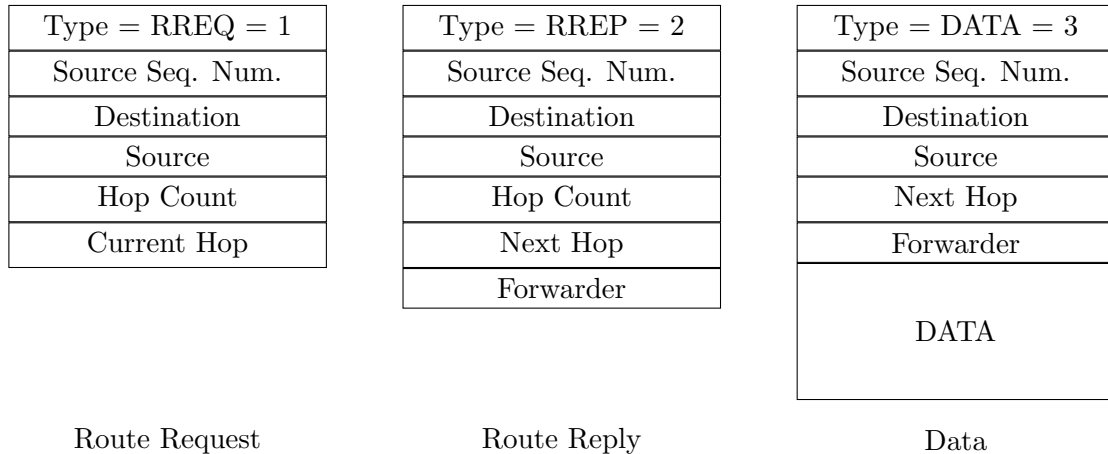 Type = RREQ = 1
Source Seq. Num.
Destination
Source
Hop Count
Current Hop
Route Request
Type = RREP = 2
Source Seq. Num.
Destination
Source
Hop Count
Next Hop
Forwarder
Route Reply
Type = DATA = 3
Source Seq. Num.
Destination
Source
Next Hop
Forwarder
DATA
Data